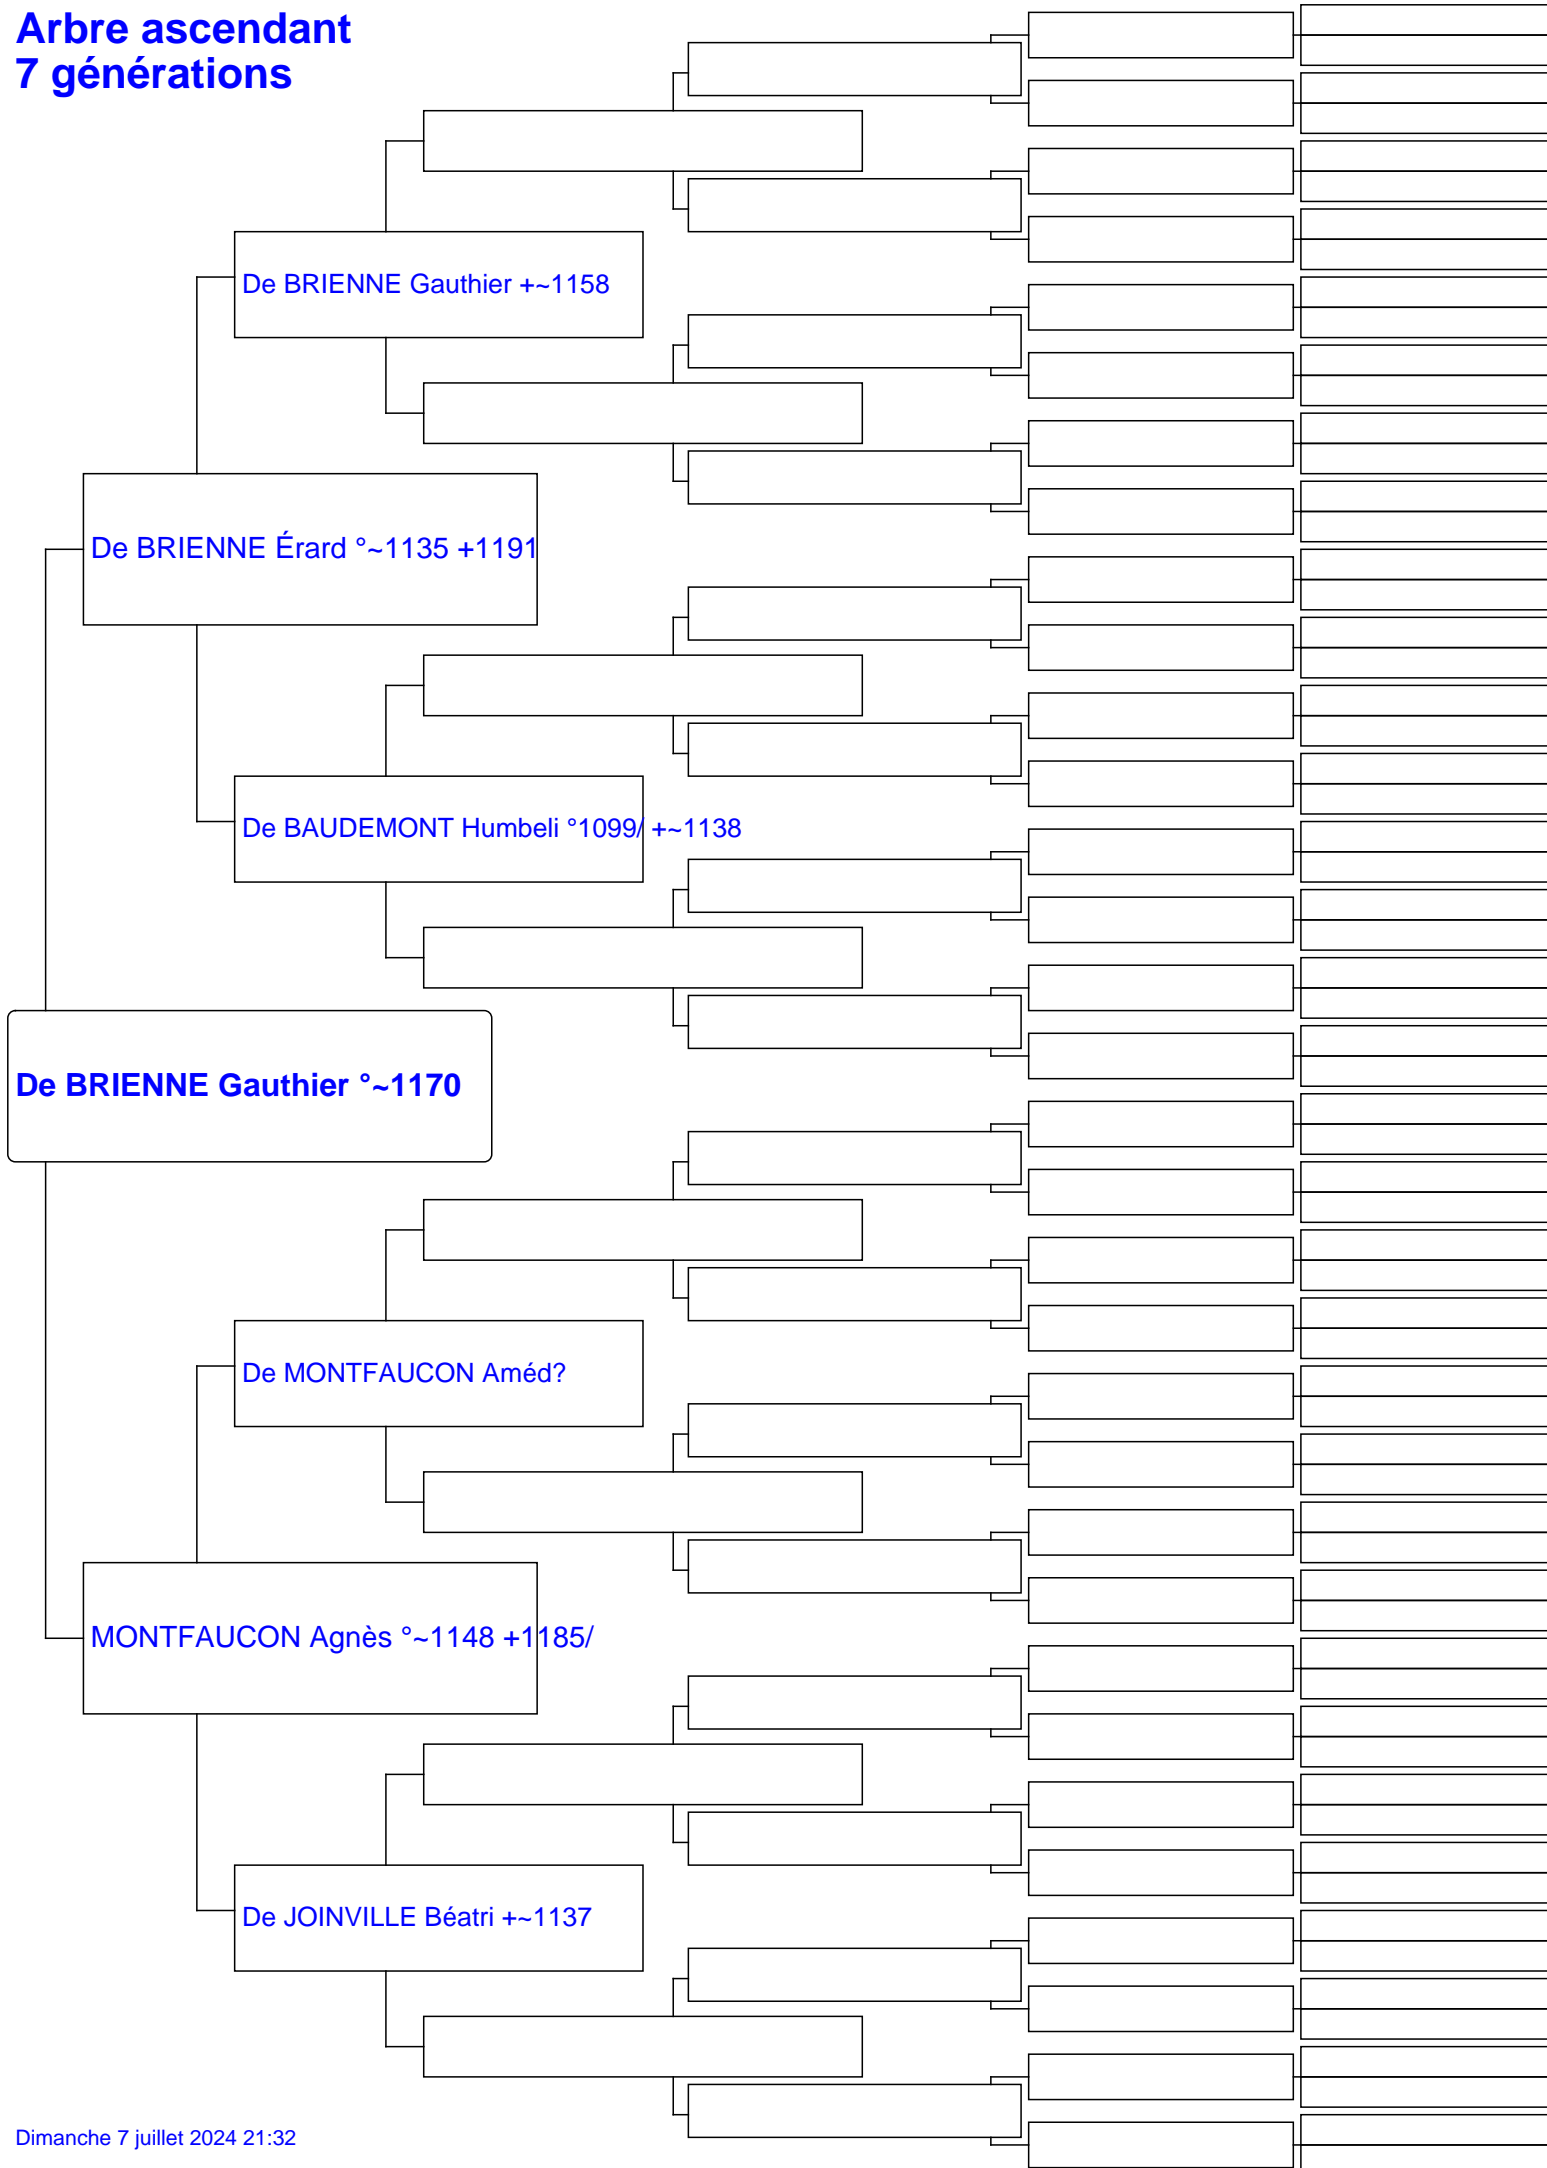 Arbre ascendant
7 générations
De BRIENNE Gauthier +~1158
De BRIENNE Érard °~1135 +1191
De BAUDEMONT Humbeli °1099/ +~1138
De BRIENNE Gauthier °~1170
De MONTFAUCON Améd?
MONTFAUCON Agnès °~1148 +1185/
De JOINVILLE Béatri +~1137
Dimanche 7 juillet 2024 21:32